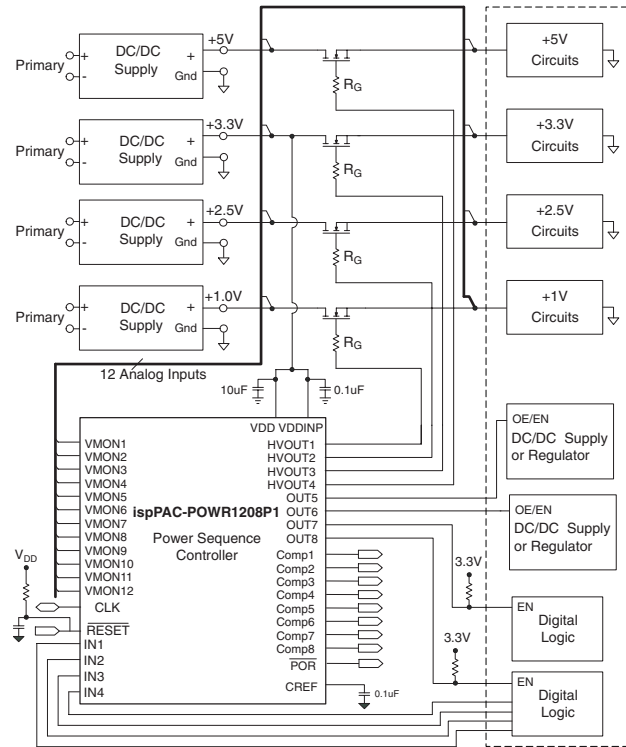 +5V
DC/DC
Supply
+
-
+
Gnd
Primary
RG
+5V
Circuits
+3.3V
DC/DC
Supply
+
-
+
Gnd
Primary
RG
+3.3V
Circuits
+2.5V
DC/DC
Supply
+
-
+
Gnd
Primary
RG
+2.5V
Circuits
+1.0V
DC/DC
Supply
+
-
+
Gnd
Primary
RG
+1V
Circuits
12 Analog Inputs
10uF
0.1uF
VDD VDDINP
HVOUT1
HVOUT2
HVOUT3
HVOUT4
OUT5
OUT6
OUT7
OUT8
VMON1
VMON2
VMON3
VMON4
VMON5
VMON6
VMON7
VMON8
VMON9
VMON10
VMON11
VMON12
CLK
RESET
IN1
IN2
IN3
IN4
ispPAC-POWR1208P1
Power Sequence
Controller
Comp1
Comp2
Comp3
Comp4
Comp5
Comp6
Comp7
Comp8
POR
CREF
0.1uF
VDD
OE/EN
DC/DC Supply
or Regulator
OE/EN
DC/DC Supply
or Regulator
3.3V
EN
Digital
Logic
3.3V
EN
Digital
Logic